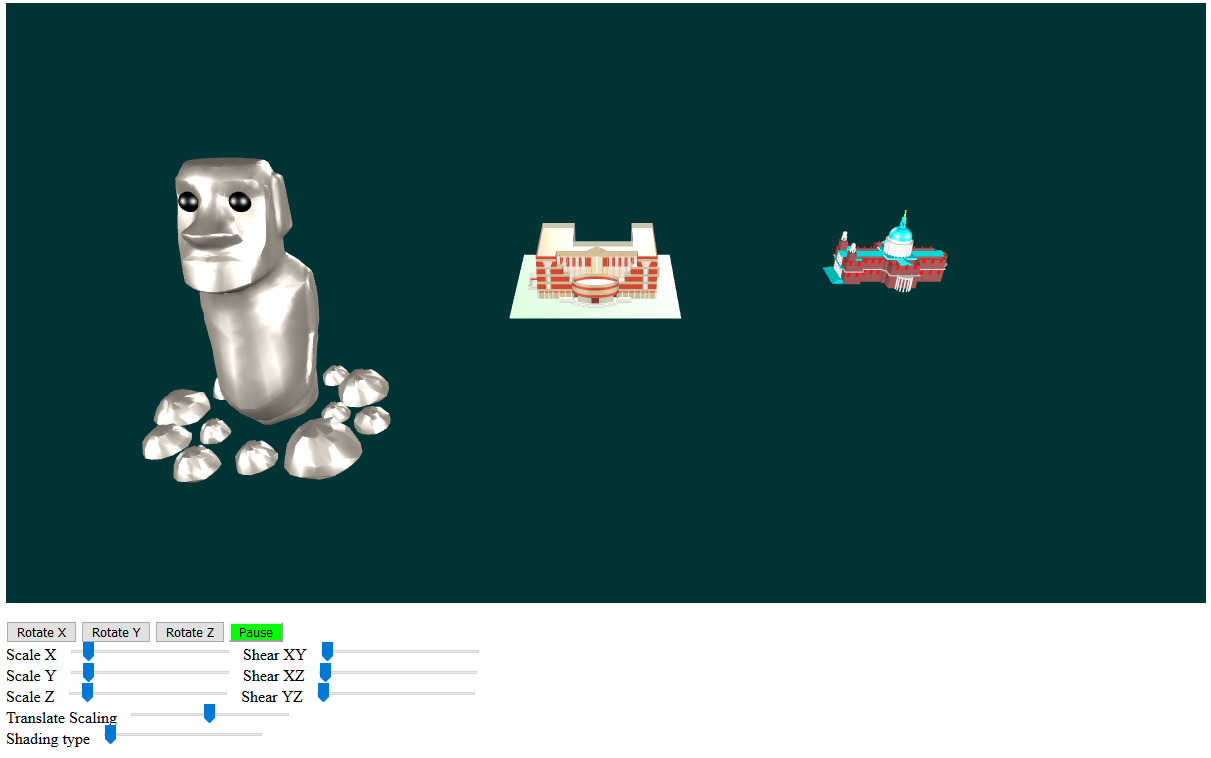 Rotate X Rotate Y Rotate Z Pause
Scale X Shear XY
Scale Y Shear XZ
Scale Z Shear YZ
Translate Scaling
Shading type